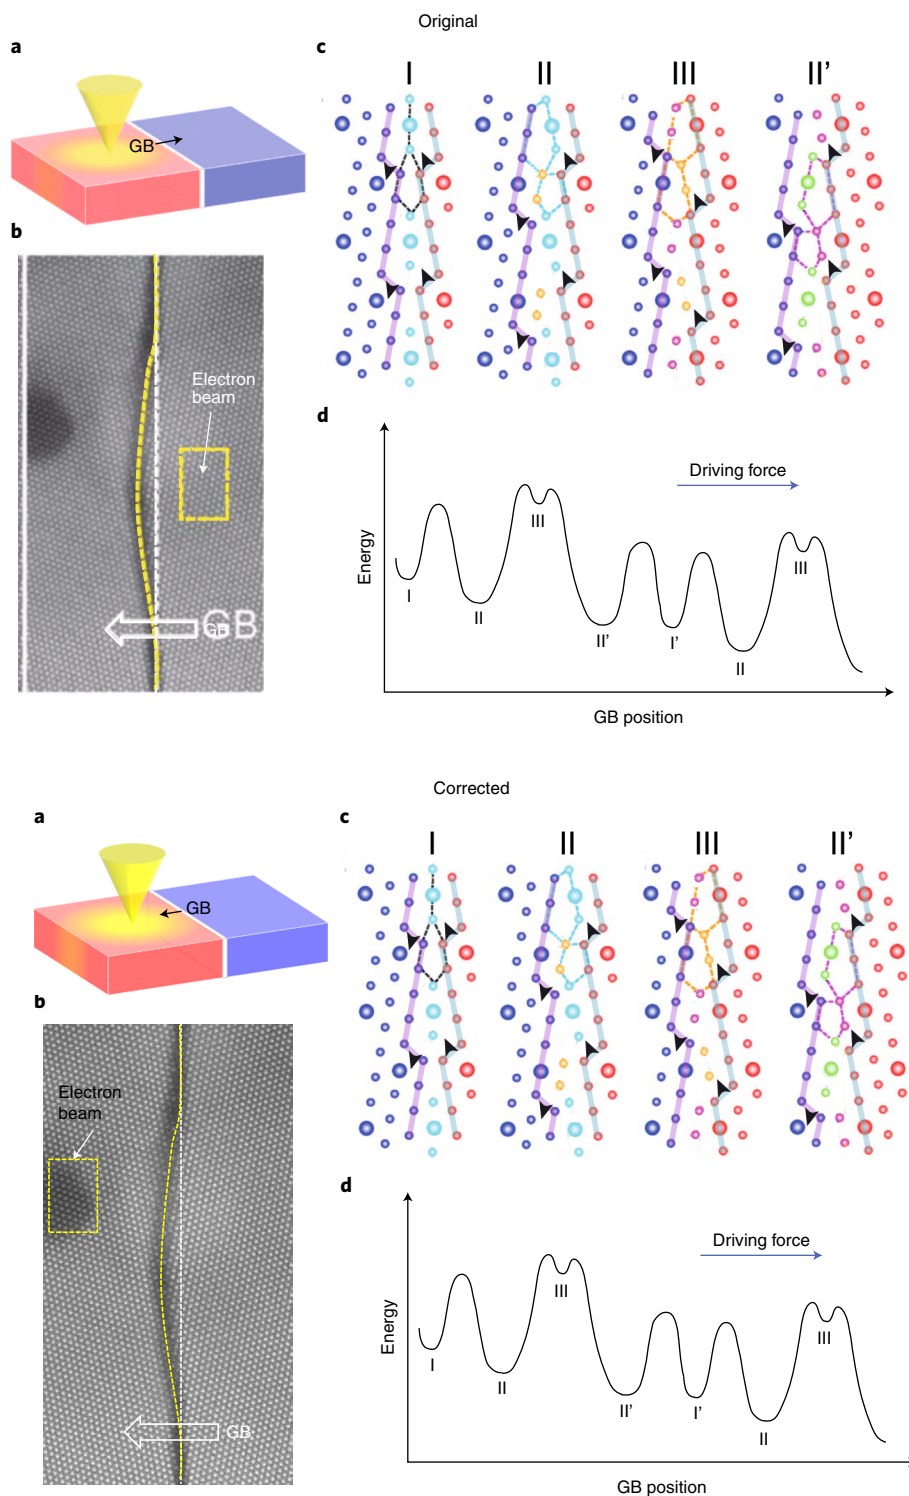 Original
a
GB
b
Electron
beam
GB
GB
c
I
II
III
II’
d
Energy
Driving force
I
II
III
II’
I’
II
III
GB position
Corrected
a
GB
b
Electron
beam
GB
c
I
II
III
II’
d
Energy
Driving force
I
II
III
II’
I’
II
III
GB position